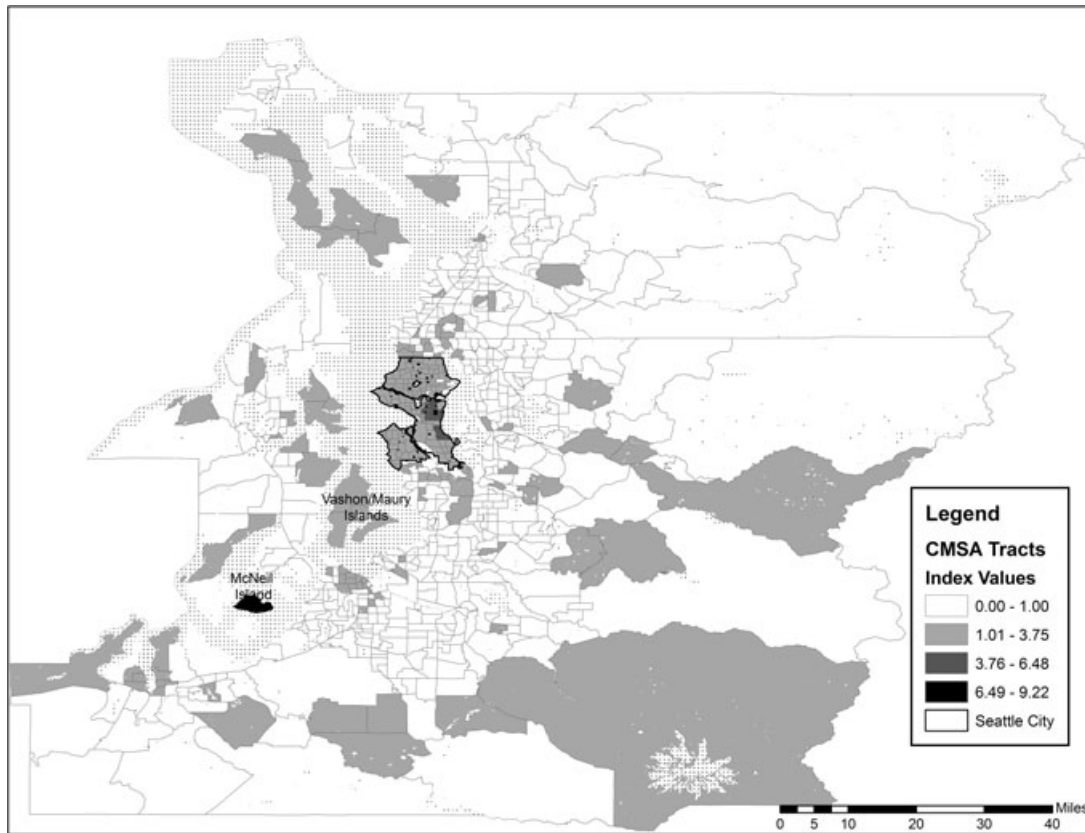 Vashon/Maury
Islands
McNeil
Island
Legend
CMSA Tracts
Index Values
0.00 - 1.00
1.01 - 3.75
3.76 - 6.48
6.49 - 9.22
Seattle City
Miles
0 5 10 20 30 40